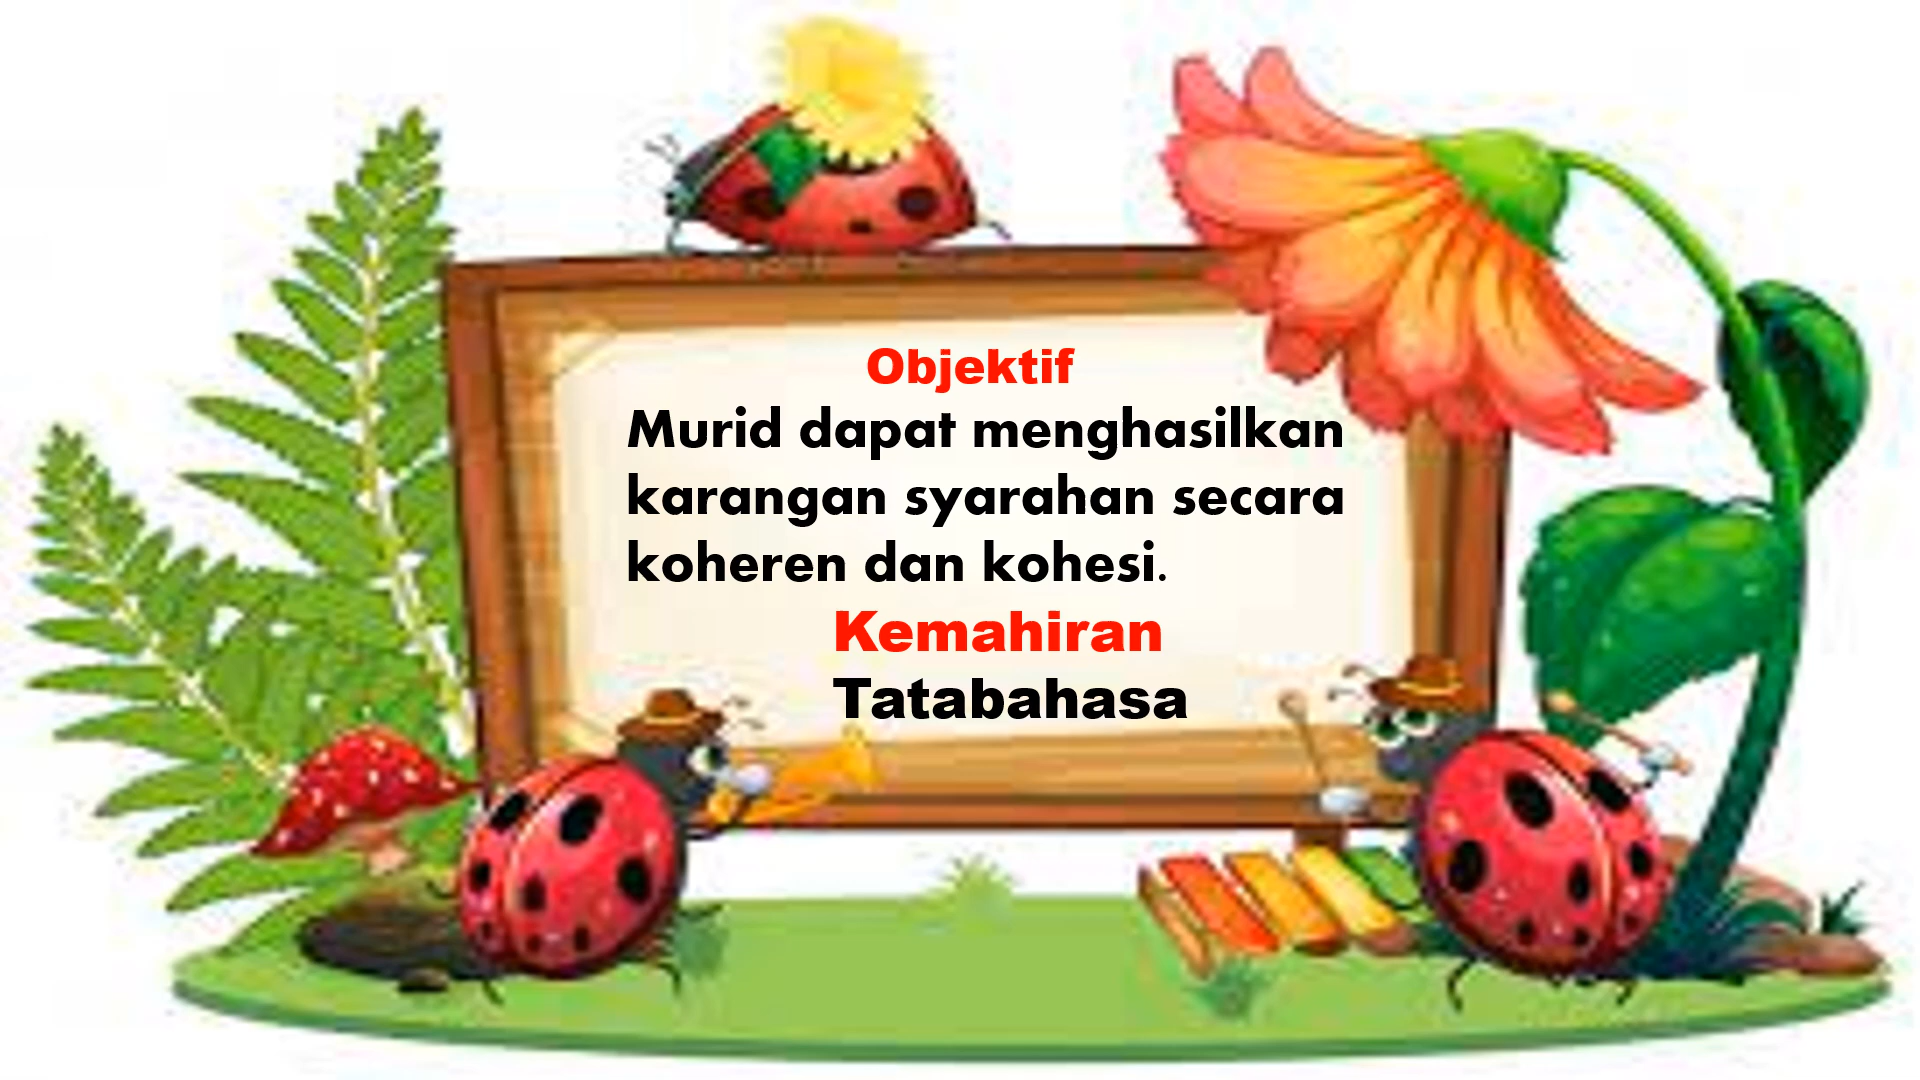 Objektif
Murid dapat menghasilkan
karangan syarahan secara
koheren dan kohesi.
Kemahiran
Tatabahasa